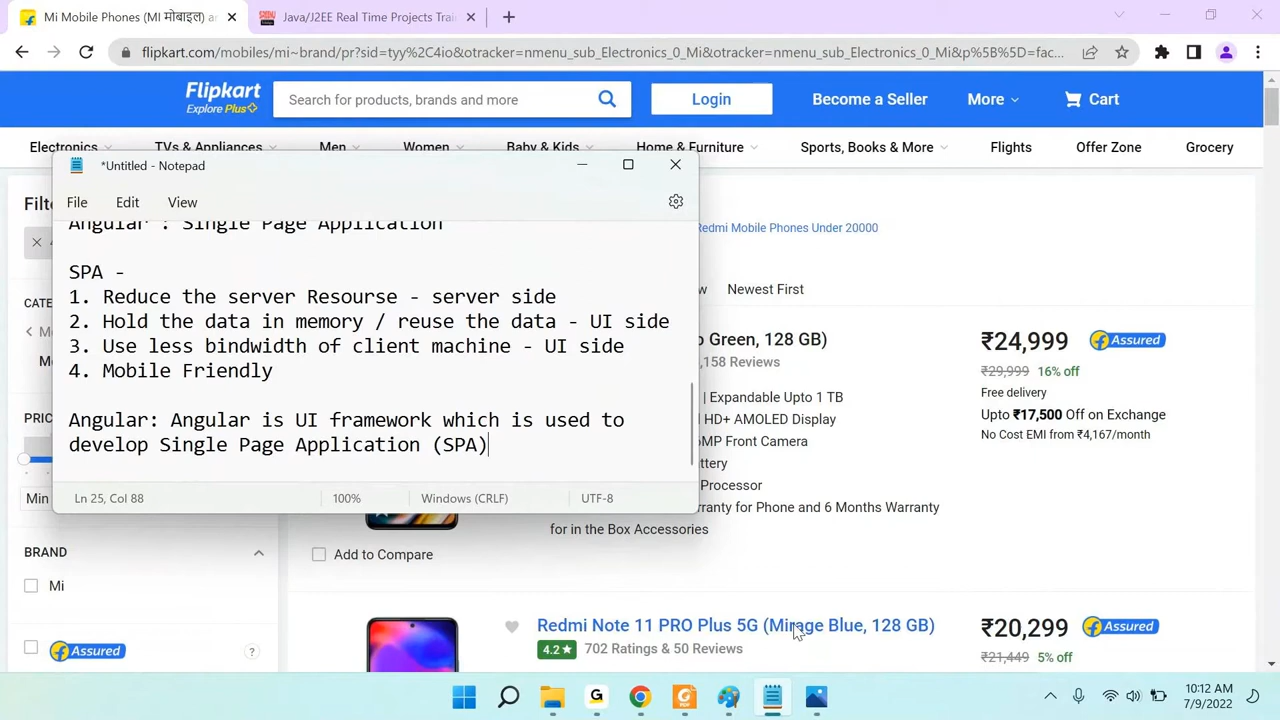 Mi Mobile Phones (MI मोबाइल) a
Java/J2EE Real Time Projects Trai
flipkart.com/mobiles/mi~brand/pr?sid=tyy%2C4io&otracker=nmenu_sub_Electronics_0_Mi&otracker=nmenu_sub_Electronics_0_Mi&p%5B%5D=fac...
Flipkart
Explore Plus
Search for products, brands and more
Login
Become a Seller
More
Cart
Electronics
TVs & Appliances
Men
Women
Baby & Kids
Home & Furniture
Sports, Books & More
Flights
Offer Zone
Grocery
*Untitled - Notepad
File
Edit
View
Angular : Single Page Application
SPA -
1. Reduce the server Resourse - server side
2. Hold the data in memory / reuse the data - UI side
3. Use less bindwidth of client machine - UI side
4. Mobile Friendly
Angular: Angular is UI framework which is used to
develop Single Page Application (SPA)
Ln 25, Col 88
100%
Windows (CRLF)
UTF-8
Filte
CATE
PRIC
Min
BRAND
Mi
Assured
?
Redmi Mobile Phones Under 20000
Newest First
Green, 128 GB)
,158 Reviews
| Expandable Upto 1 TB
HD+ AMOLED Display
MP Front Camera
ttery
Processor
rranty for Phone and 6 Months Warranty
for in the Box Accessories
Add to Compare
₹24,999
Assured
₹29,999 16% off
Free delivery
Upto ₹17,500 Off on Exchange
No Cost EMI from ₹4,167/month
Redmi Note 11 PRO Plus 5G (Mirage Blue, 128 GB)
4.2★ 702 Ratings & 50 Reviews
₹20,299
Assured
₹21,449 5% off
10:12 AM
7/9/2022